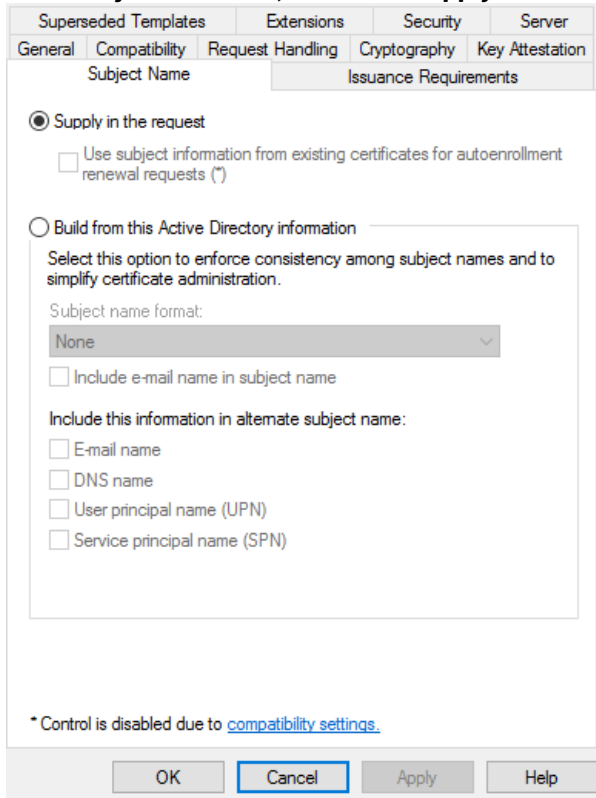 Superseded Templates Extensions Security Server
General Compatibility Request Handling Cryptography Key Attestation
Subject Name Issuance Requirements
Supply in the request
Use subject information from existing certificates for autoenrollment
renewal requests (*)
Build from this Active Directory information
Select this option to enforce consistency among subject names and to
simplify certificate administration.
Subject name format:
None
Include e-mail name in subject name
Include this information in alternate subject name:
E-mail name
DNS name
User principal name (UPN)
Service principal name (SPN)
* Control is disabled due to compatibility settings.
OK Cancel Apply Help